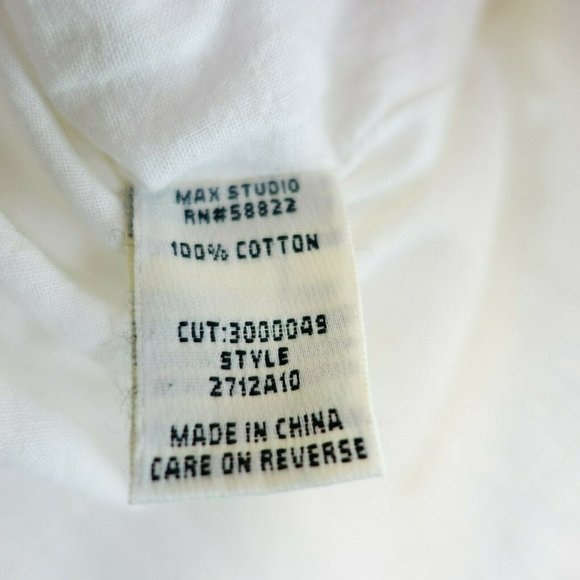 MAX STUDIO
RN#58822
100% COTTON
CUT:3000049
STYLE
2712A10
MADE IN CHINA
CARE ON REVERSE